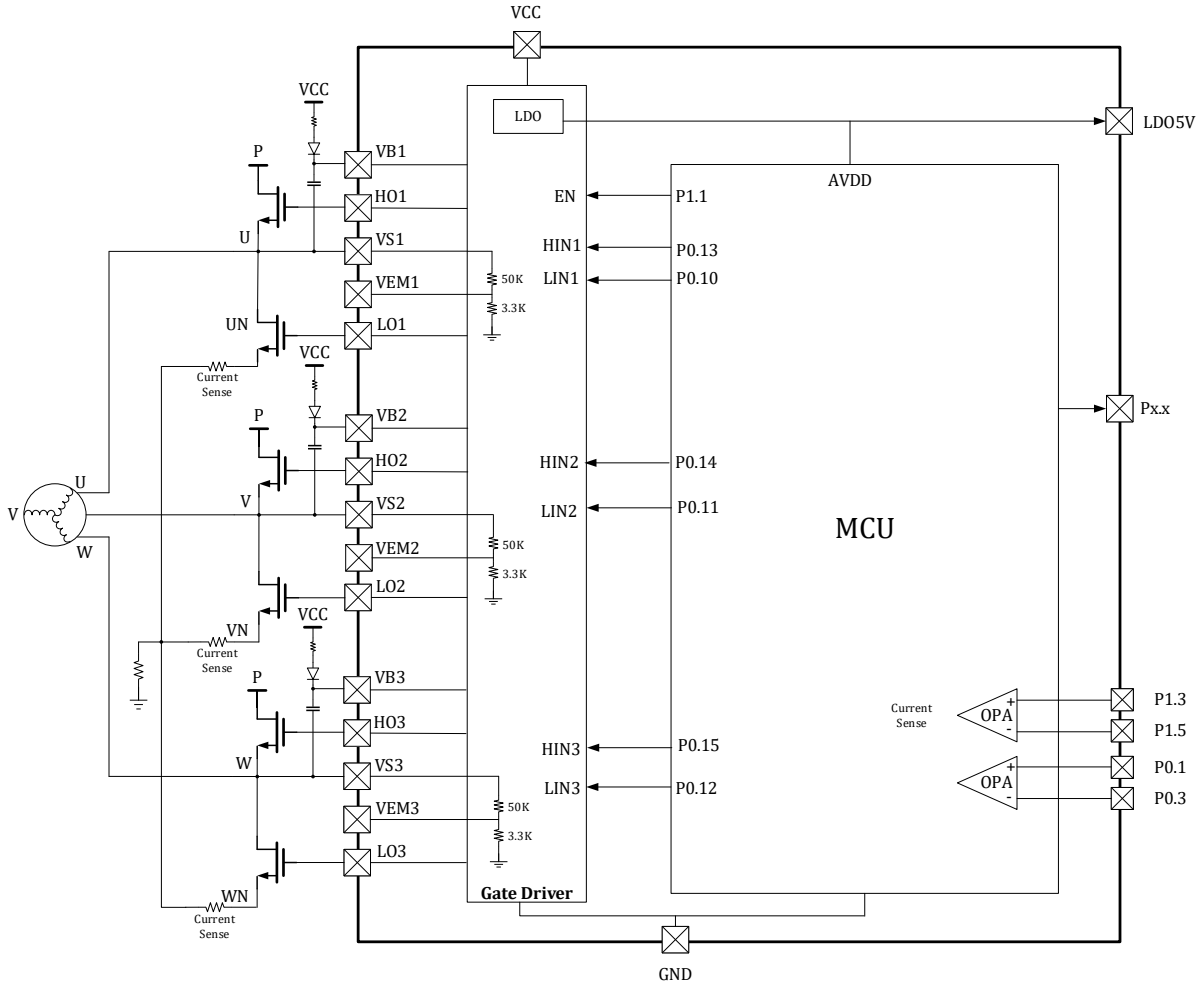 VCC
VCC
LDO
LDO5V
P
VB1
AVDD
HO1
EN
P1.1
U
VS1
HIN1
P0.13
50K
LIN1
P0.10
VEM1
3.3K
UN
LO1
VCC
Current
Sense
P
VB2
Px.x
HO2
HIN2
P0.14
U
V
VS2
LIN2
P0.11
V
MCU
50K
W
VEM2
3.3K
LO2
VCC
VN
Current
Sense
P
VB3
P1.3
Current
Sense
+
OPA
-
HO3
P1.5
HIN3
P0.15
W
VS3
P0.1
+
OPA
-
LIN3
P0.12
P0.3
50K
VEM3
3.3K
LO3
WN
Gate Driver
Current
Sense
GND